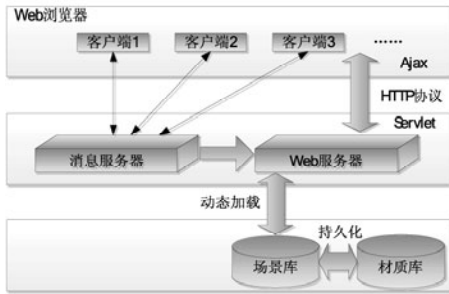 Web浏览器
客户端1
客户端2
客户端3
……
Ajax
HTTP协议
Servlet
消息服务器
Web服务器
动态加载
持久化
场景库
材质库